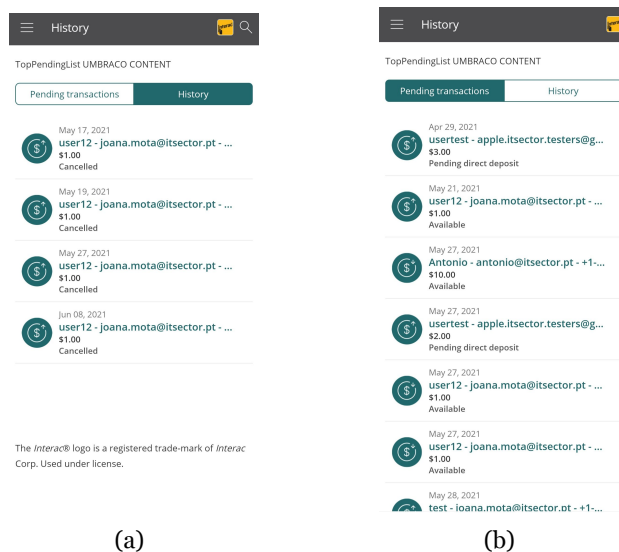 History
Interac
TopPendingList UMBRACO CONTENT
Pending transactions History
May 17, 2021
user12 - joana.mota@itsector.pt - ...
$1.00
Cancelled
May 19, 2021
user12 - joana.mota@itsector.pt - ...
$1.00
Cancelled
May 27, 2021
user12 - joana.mota@itsector.pt - ...
$1.00
Cancelled
Jun 08, 2021
user12 - joana.mota@itsector.pt - ...
$1.00
Cancelled
The Interac® logo is a registered trade-mark of Interac
Corp. Used under license.
(a)
History
TopPendingList UMBRACO CONTENT
Pending transactions History
Apr 29, 2021
usertest - apple.itsector.testers@g...
$3.00
Pending direct deposit
May 21, 2021
user12 - joana.mota@itsector.pt - ...
$1.00
Available
May 27, 2021
Antonio - antonio@itsector.pt - +1-...
$10.00
Available
May 27, 2021
usertest - apple.itsector.testers@g...
$2.00
Pending direct deposit
May 27, 2021
user12 - joana.mota@itsector.pt - ...
$1.00
Available
May 27, 2021
user12 - joana.mota@itsector.pt - ...
$1.00
Available
May 28, 2021
test - joana.mota@itsector.pt - +1-...
(b)